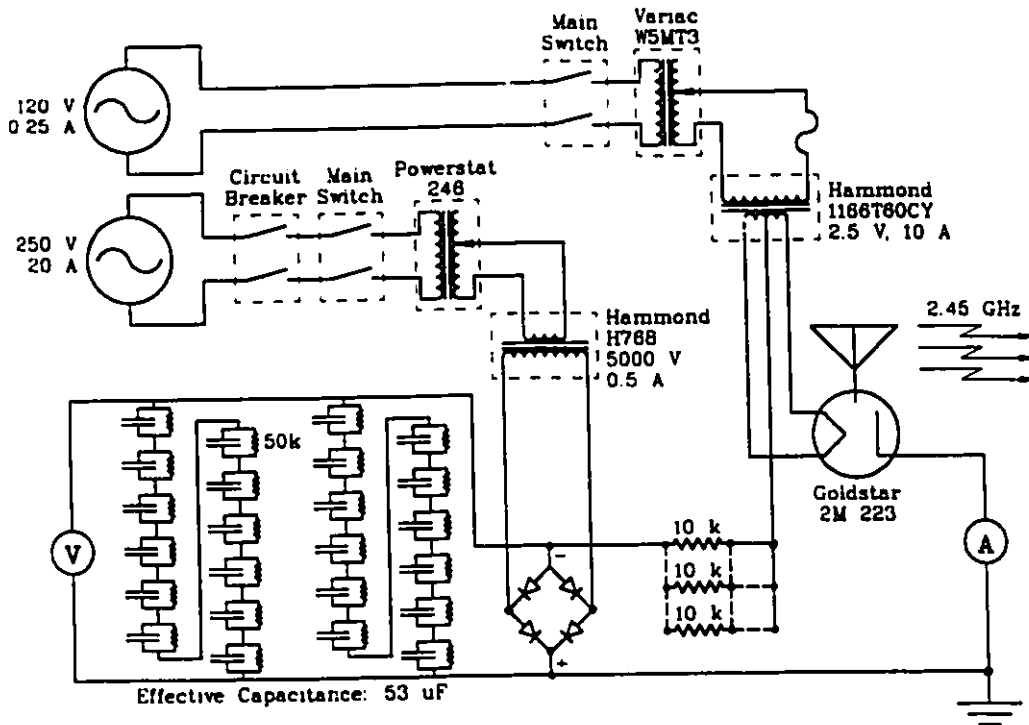 Main
Switch
Variac
W5MT3
120 V
0 25 A
Circuit
Breaker
Main
Switch
Powerstat
246
Hammond
1166T60CY
2.5 V, 10 A
250 V
20 A
Hammond
H768
5000 V
0.5 A
2.45 GHz
50k
Goldstar
2M 223
V
10 k
10 k
10 k
A
-
+
Effective Capacitance: 53 uF